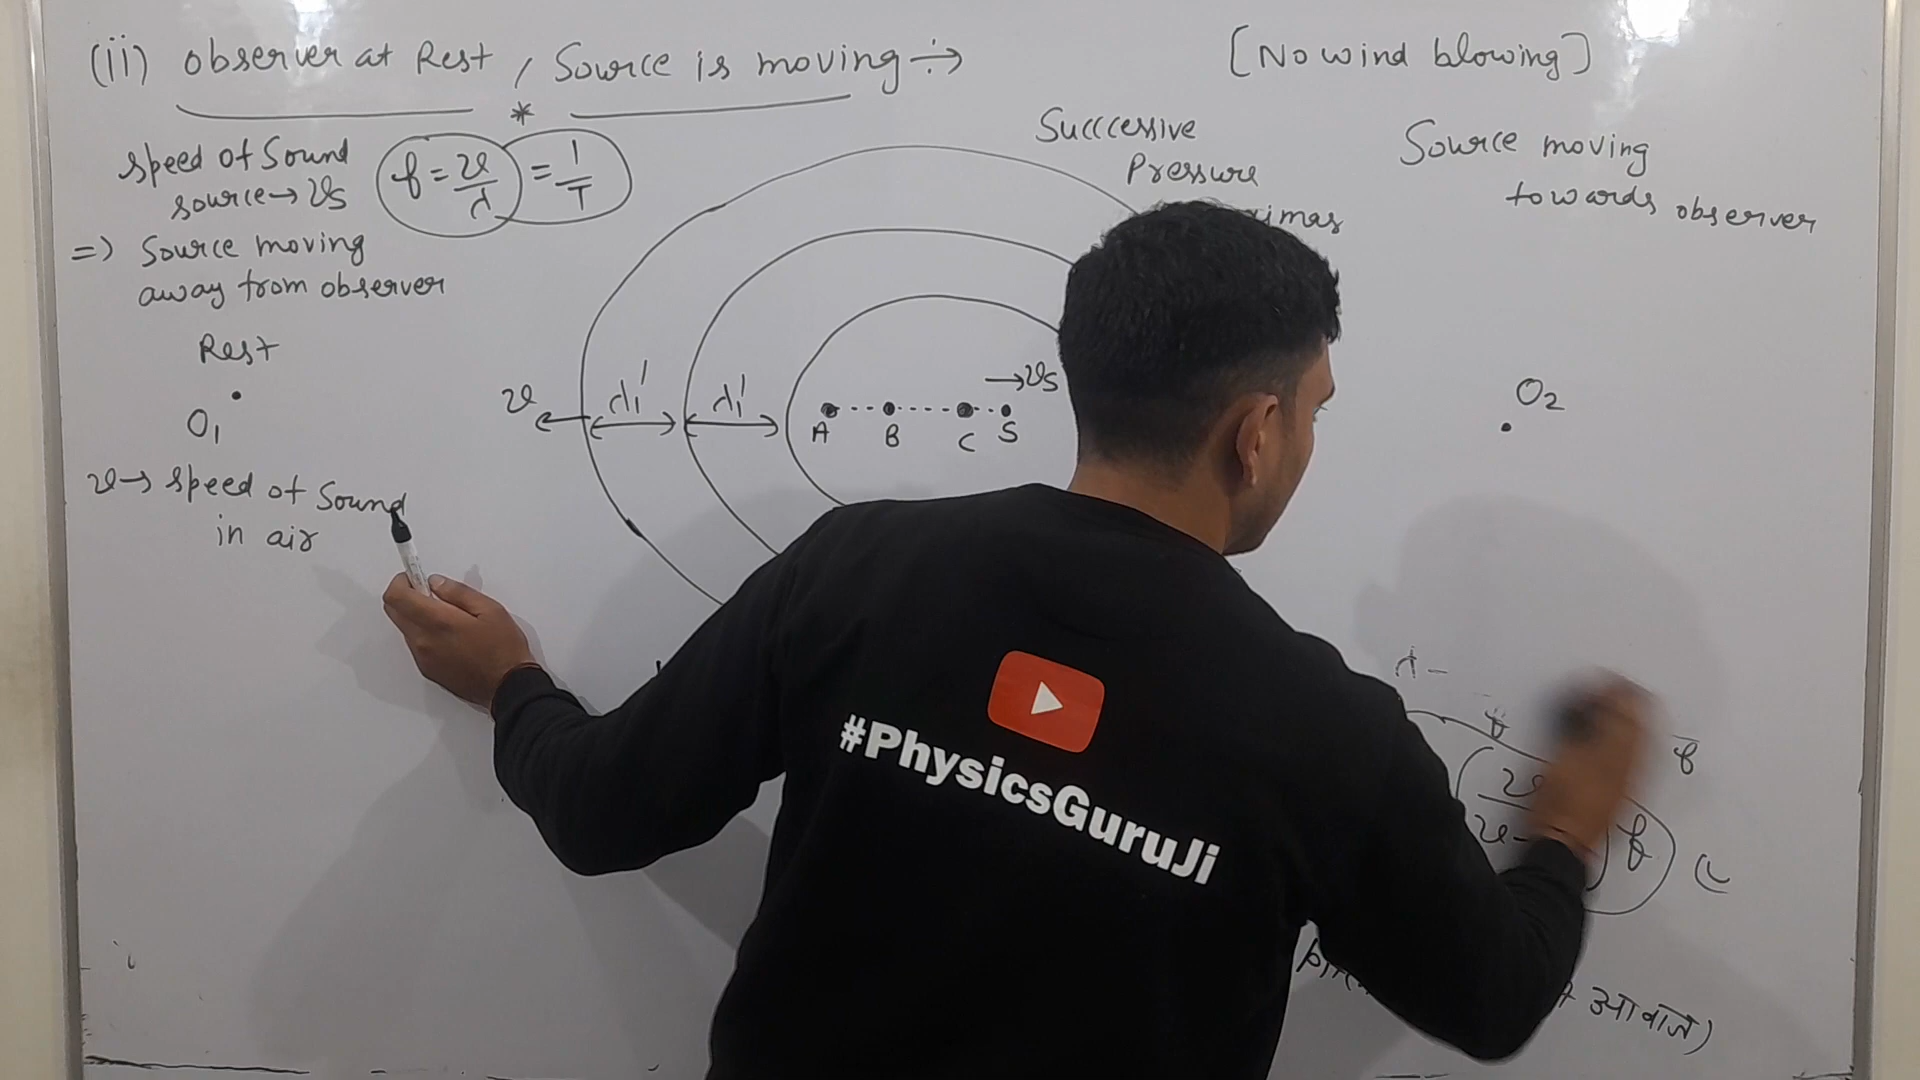 (ii) observer at Rest, Source is moving ÷→ [No wind blowing]
*
speed of Sound
source → vs
f = v/λ = 1/T
⇒) Source moving
away from observer
Rest
O1
v → speed of Sound
in air
Successive
Pressure
Source moving
towards observer
v
λ1'
λ1'
→ vs
A B C S
O2
λ -
f
f
v
v -
f
आवाज)
#PhysicsGuruJi